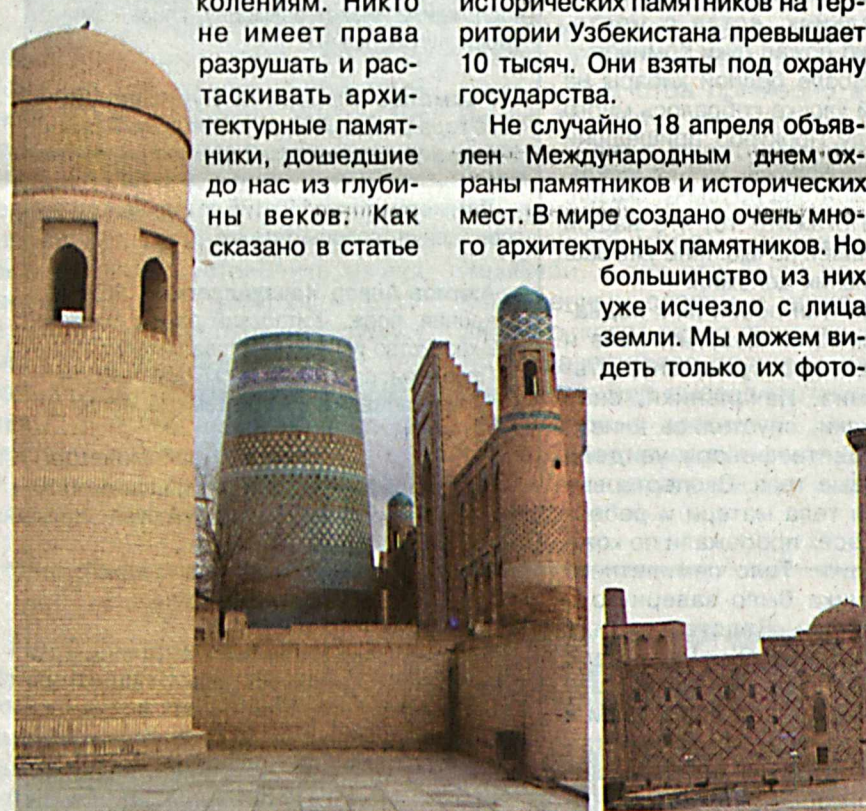 колениям. Никто
не имеет права
разрушать и рас-
таскивать архи-
тектурные памят-
ники, дошедшие
до нас из глуби-
ны веков. Как
сказано в статье
исторических памятников на тер-
ритории Узбекистана превышает
10 тысяч. Они взяты под охрану
государства.
Не случайно 18 апреля объяв-
лен Международным днем ох-
раны памятников и исторических
мест. В мире создано очень мно-
го архитектурных памятников. Но
большинство из них
уже исчезло с лица
земли. Мы можем ви-
деть только их фото-